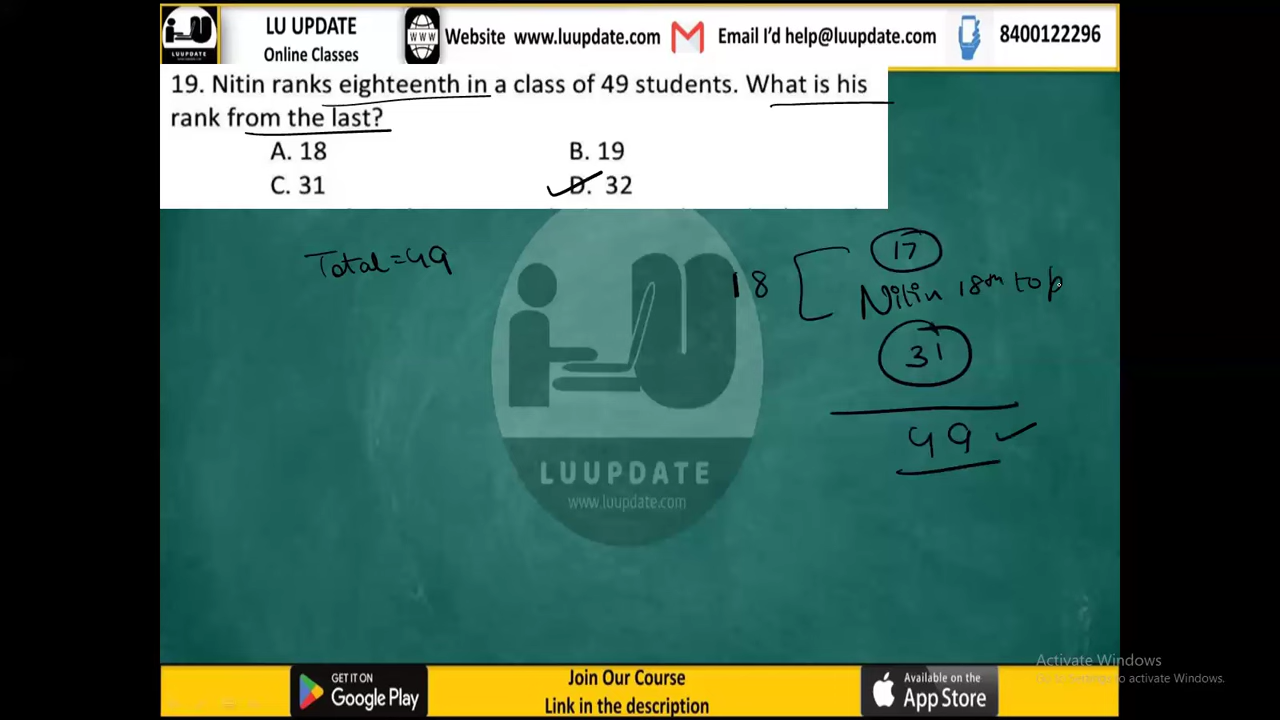 LU UPDATE
Online Classes
LUUPDATE
WWW
Website www.luupdate.com
Email I'd help@luupdate.com
8400122296
19. Nitin ranks eighteenth in a class of 49 students. What is his
rank from the last?
A. 18
B. 19
C. 31
D. 32
Total=49
17
18
Nitin 18th top
31
49
LUUPDATE
www.luupdate.com
Activate Windows
GET IT ON
Google Play
Join Our Course
Link in the description
Available on the
App Store